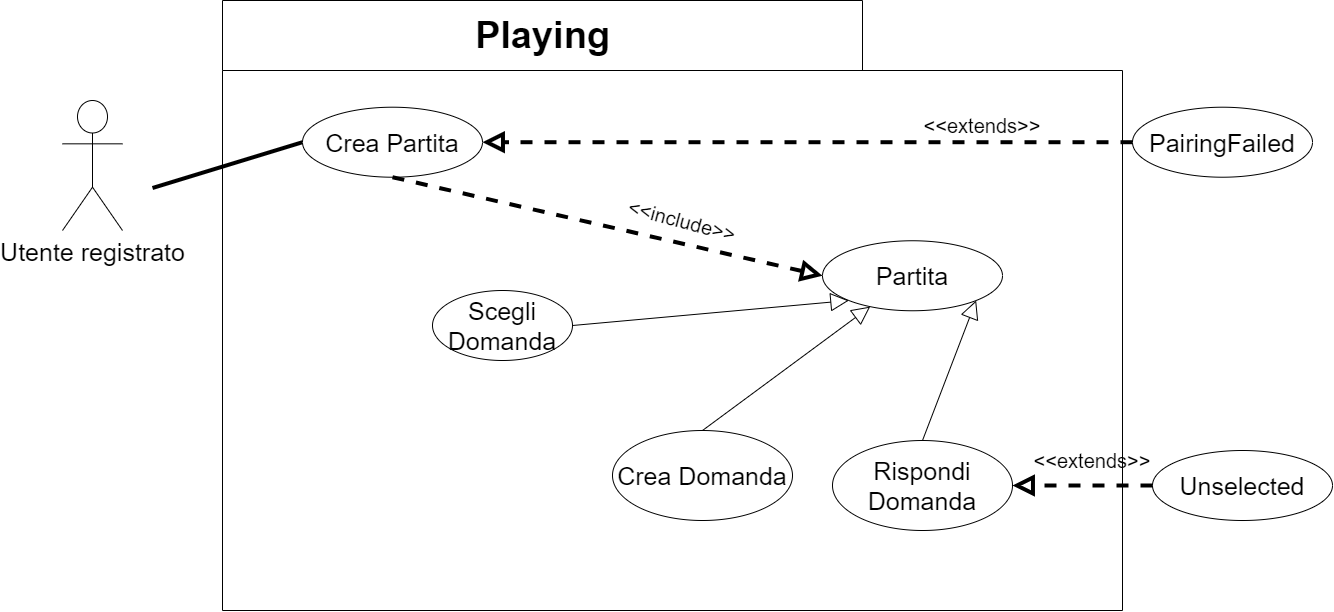 Playing
Crea Partita
<<extends>>
PairingFailed
Utente registrato
<<include>>
Partita
Scegli
Domanda
Crea Domanda
Rispondi
Domanda
<<extends>>
Unselected